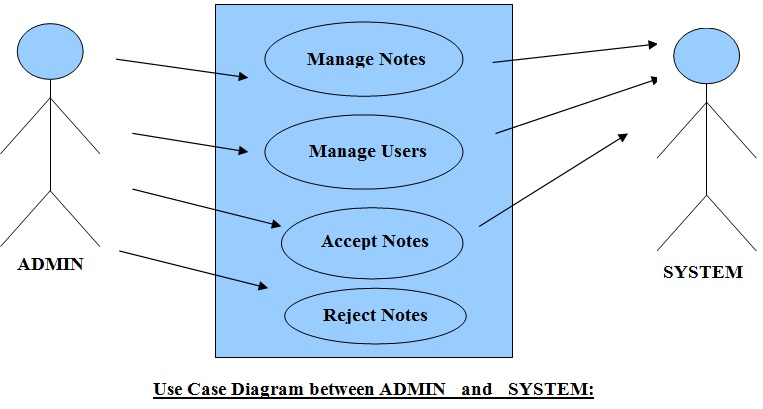 Manage Notes
Manage Users
Accept Notes
Reject Notes
ADMIN
SYSTEM
Use Case Diagram between ADMIN and SYSTEM: